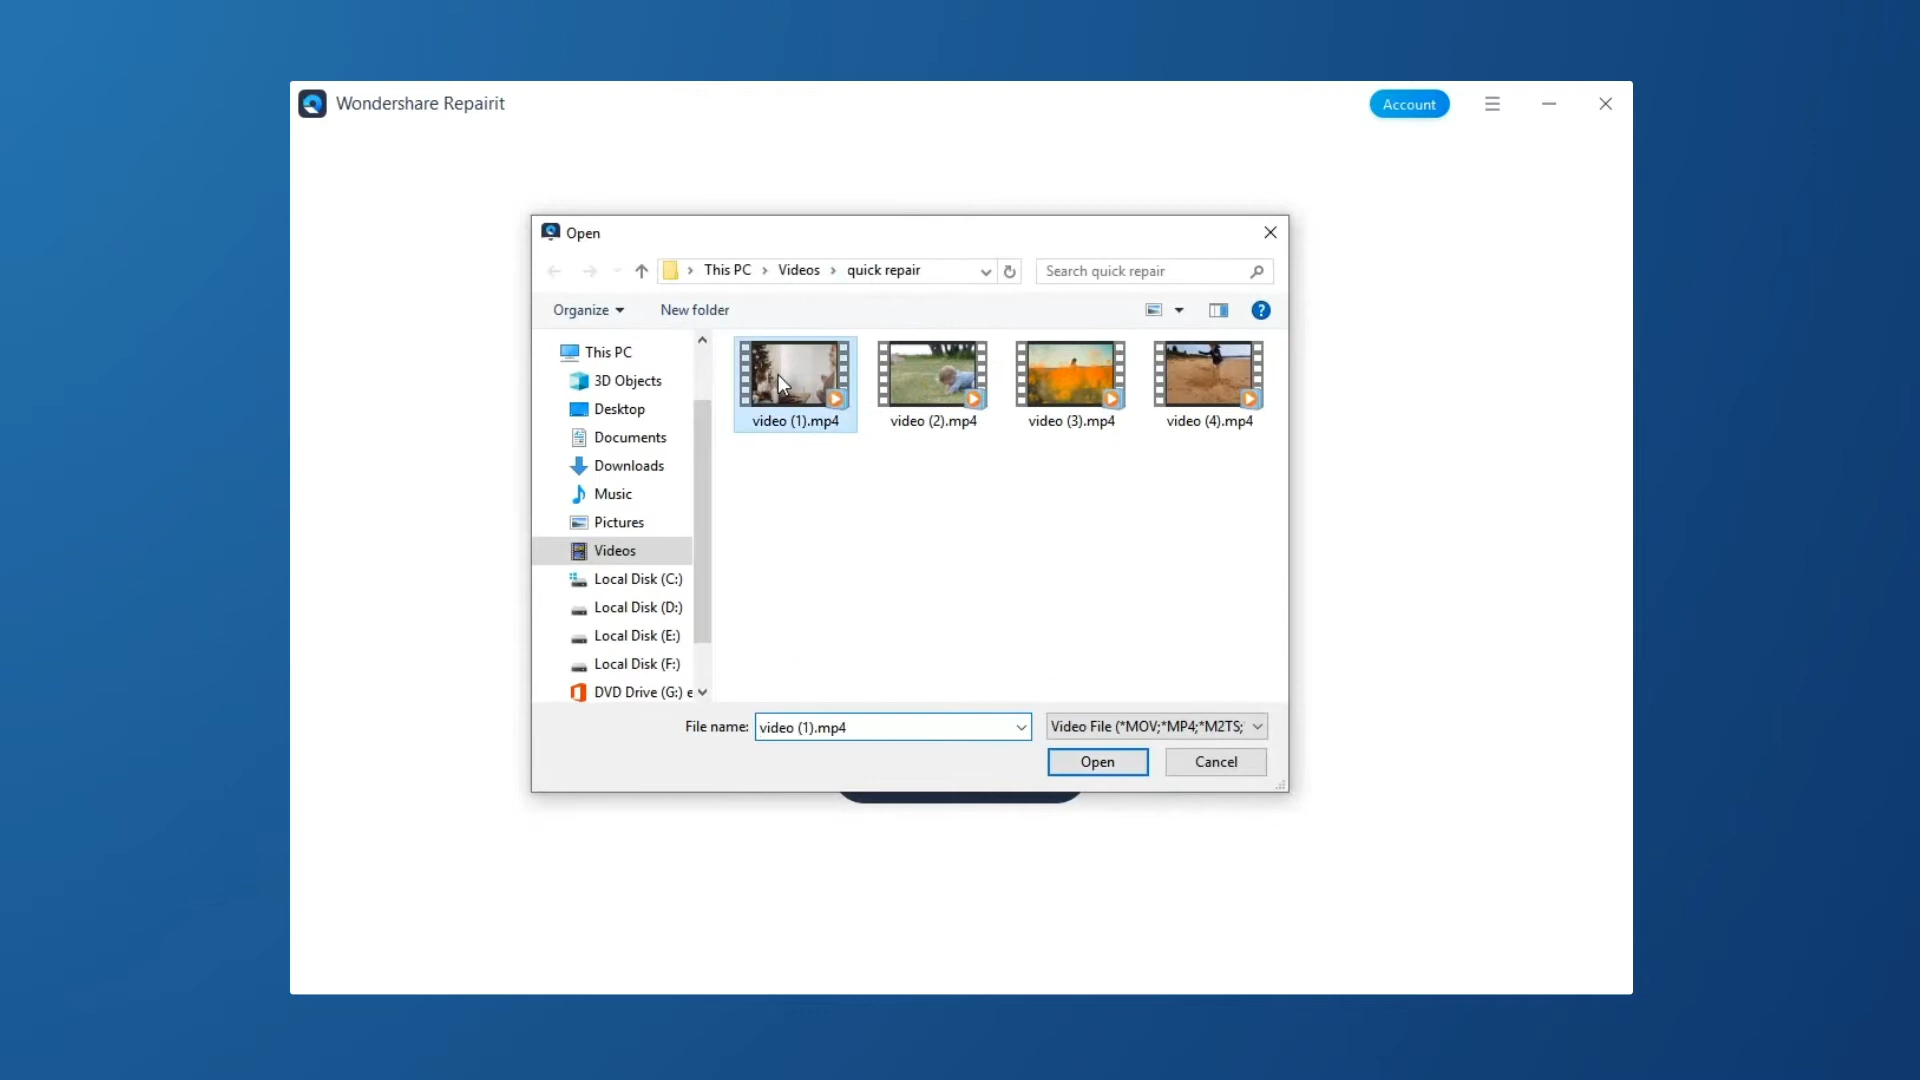 Wondershare Repairit
Account
Open
This PC > Videos > quick repair
Search quick repair
Organize
New folder
?
This PC
3D Objects
Desktop
Documents
Downloads
Music
Pictures
Videos
Local Disk (C:)
Local Disk (D:)
Local Disk (E:)
Local Disk (F:)
DVD Drive (G:) e
video (1).mp4
video (2).mp4
video (3).mp4
video (4).mp4
File name:
video (1).mp4
Video File (*MOV;*MP4;*M2TS;
Open
Cancel